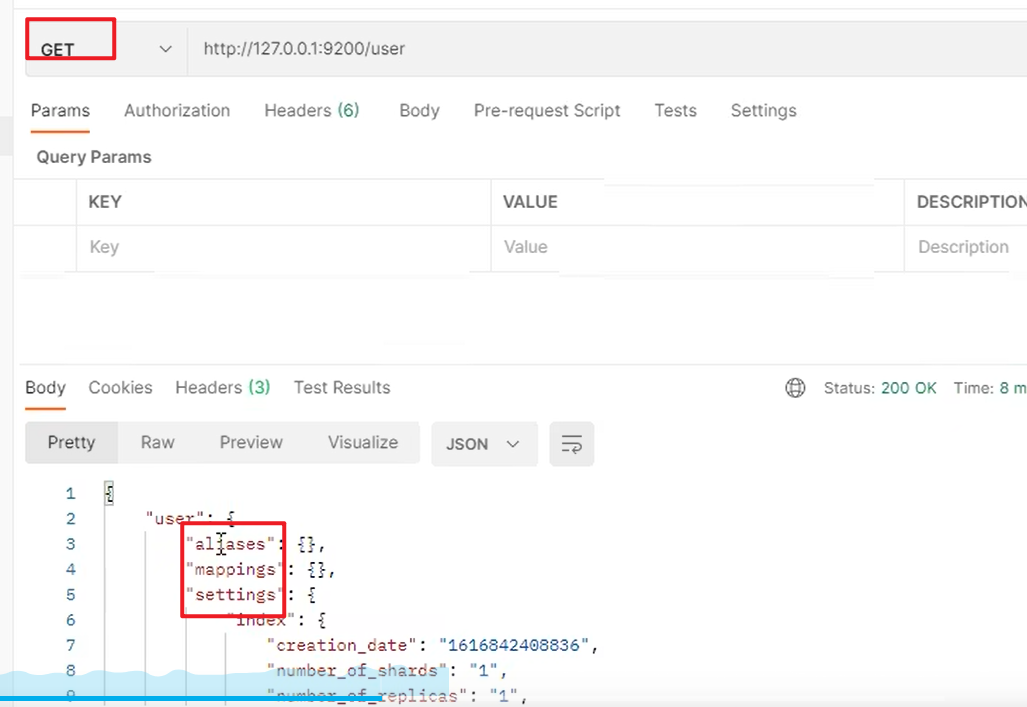 GET http://127.0.0.1:9200/user
Params Authorization Headers (6) Body Pre-request Script Tests Settings
Query Params
KEY VALUE DESCRIPTION
Key Value Description
Body Cookies Headers (3) Test Results Status: 200 OK Time: 8 m
Pretty Raw Preview Visualize JSON
1 {
2 "user": {
3 "aliases": {},
4 "mappings": {},
5 "settings": {
6 "index": {
7 "creation_date": "1616842408836",
8 "number_of_shards": "1",
9 "number_of_replicas": "1",